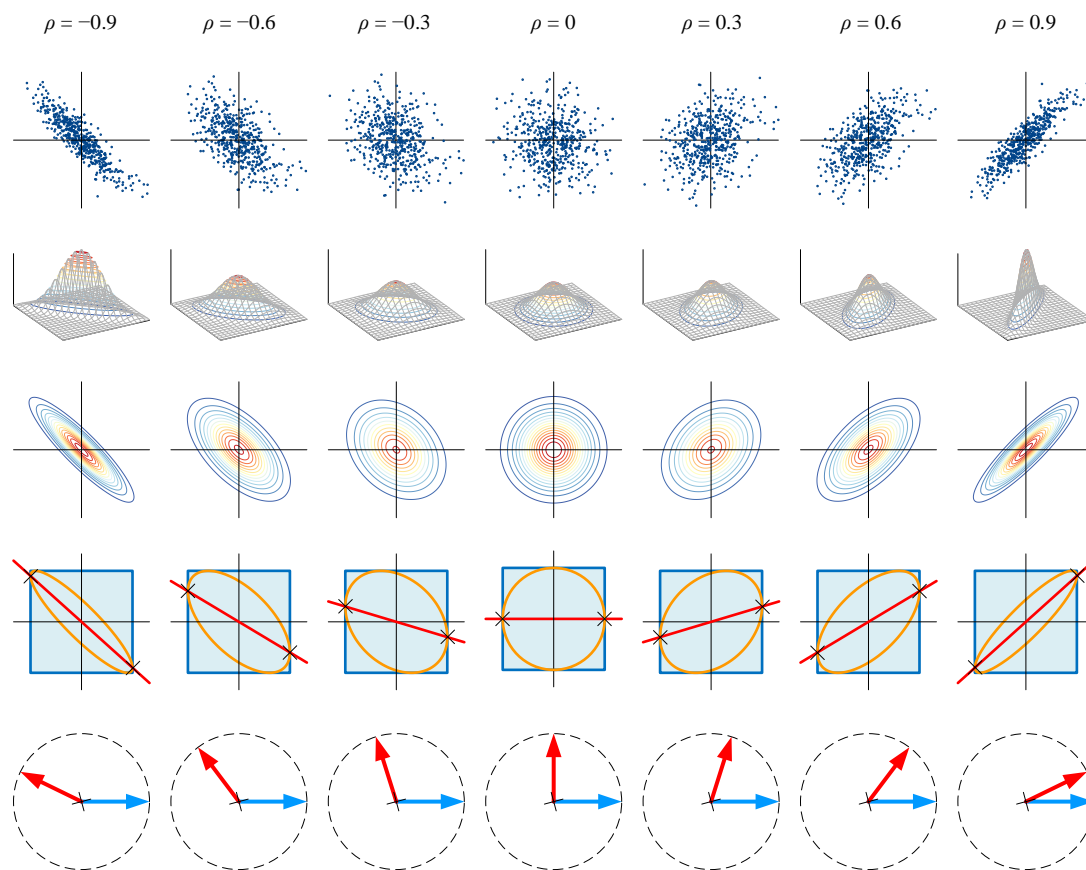 ρ = −0.9 ρ = −0.6 ρ = −0.3 ρ = 0 ρ = 0.3 ρ = 0.6 ρ = 0.9